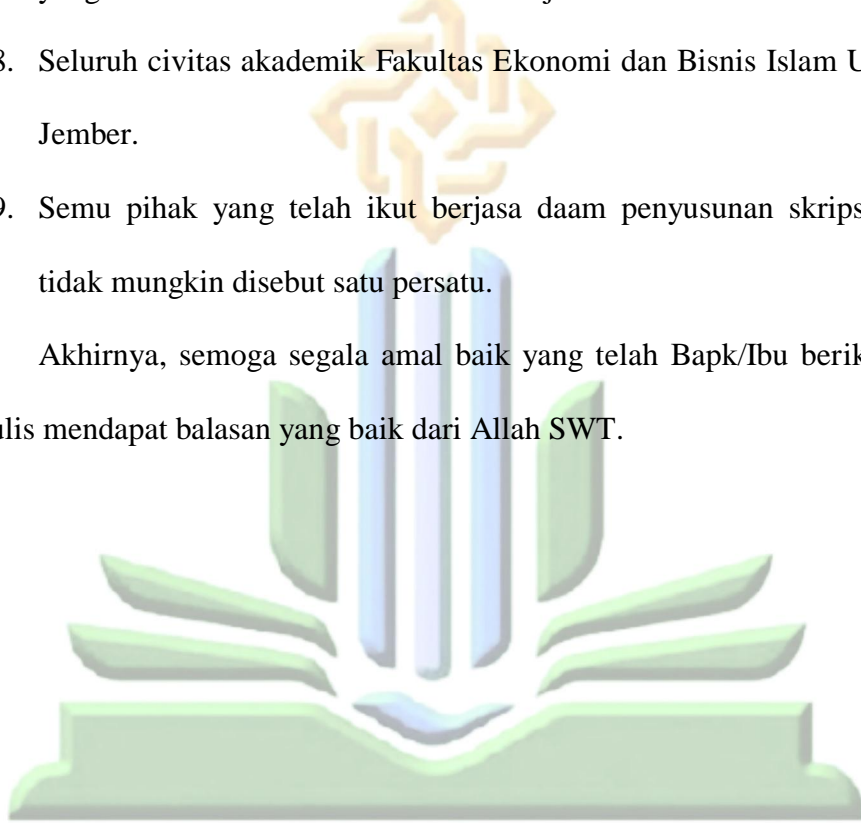 8. Seluruh civitas akademik Fakultas Ekonomi dan Bisnis Islam U
Jember.
9. Semu pihak yang telah ikut berjasa daam penyusunan skrips
tidak mungkin disebut satu persatu.
Akhirnya, semoga segala amal baik yang telah Bapk/Ibu berik
ulis mendapat balasan yang baik dari Allah SWT.